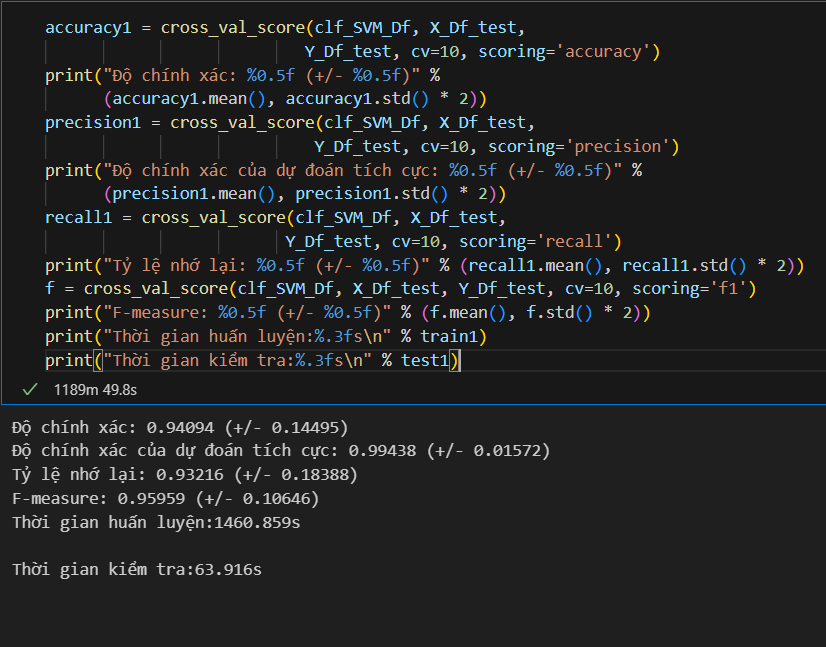 accuracy1 = cross_val_score(clf_SVM_Df, X_Df_test,
Y_Df_test, cv=10, scoring='accuracy')
print("Độ chính xác: %0.5f (+/- %0.5f)" %
(accuracy1.mean(), accuracy1.std() * 2))
precision1 = cross_val_score(clf_SVM_Df, X_Df_test,
Y_Df_test, cv=10, scoring='precision')
print("Độ chính xác của dự đoán tích cực: %0.5f (+/- %0.5f)" %
(precision1.mean(), precision1.std() * 2))
recall1 = cross_val_score(clf_SVM_Df, X_Df_test,
Y_Df_test, cv=10, scoring='recall')
print("Tỷ lệ nhớ lại: %0.5f (+/- %0.5f)" % (recall1.mean(), recall1.std() * 2))
f = cross_val_score(clf_SVM_Df, X_Df_test, Y_Df_test, cv=10, scoring='f1')
print("F-measure: %0.5f (+/- %0.5f)" % (f.mean(), f.std() * 2))
print("Thời gian huấn luyện:%.3fs\n" % train1)
print("Thời gian kiểm tra:%.3fs\n" % test1)
1189m 49.8s
Độ chính xác: 0.94094 (+/- 0.14495)
Độ chính xác của dự đoán tích cực: 0.99438 (+/- 0.01572)
Tỷ lệ nhớ lại: 0.93216 (+/- 0.18388)
F-measure: 0.95959 (+/- 0.10646)
Thời gian huấn luyện:1460.859s
Thời gian kiểm tra:63.916s